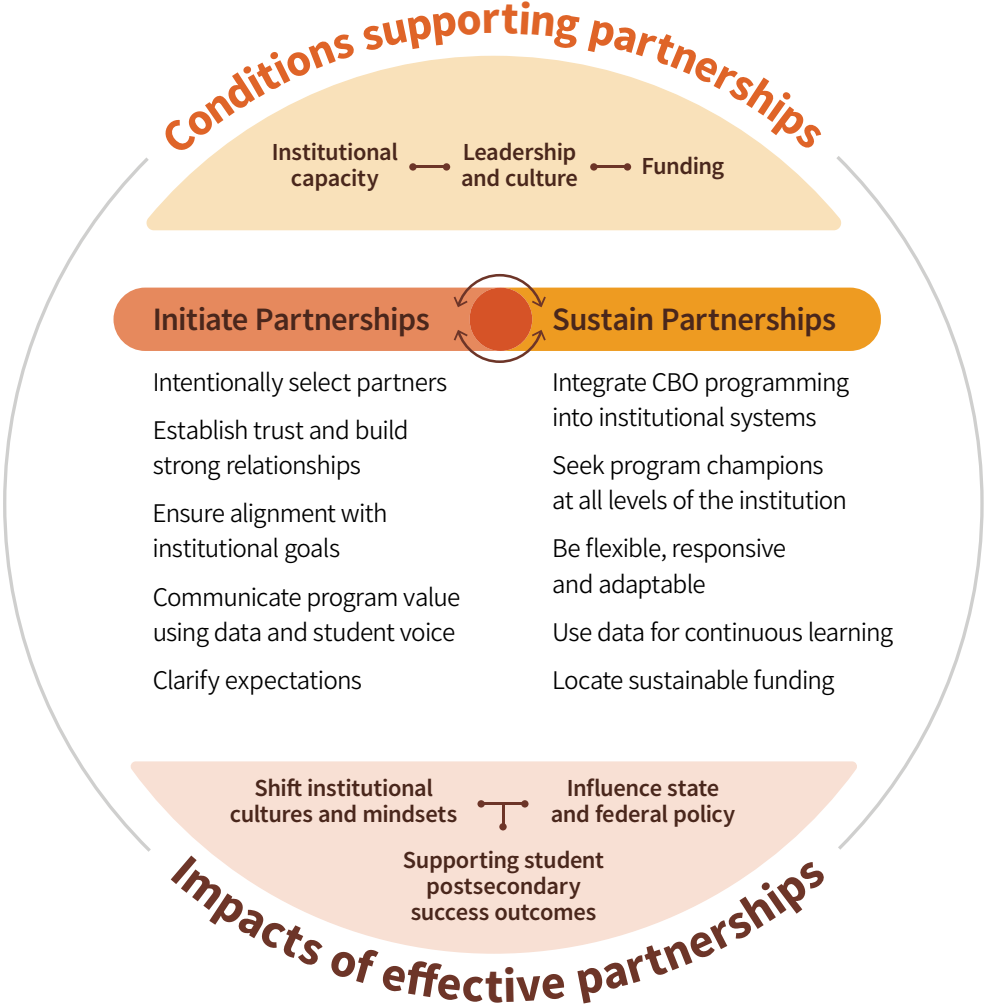 Conditions supporting partnerships
Institutional
capacity
Leadership
and culture
Funding
Initiate Partnerships
Intentionally select partners
Establish trust and build
strong relationships
Ensure alignment with
institutional goals
Communicate program value
using data and student voice
Clarify expectations
Sustain Partnerships
Integrate CBO programming
into institutional systems
Seek program champions
at all levels of the institution
Be flexible, responsive
and adaptable
Use data for continuous learning
Locate sustainable funding
Shift institutional
cultures and mindsets
Influence state
and federal policy
Supporting student
postsecondary
success outcomes
Impacts of effective partnerships